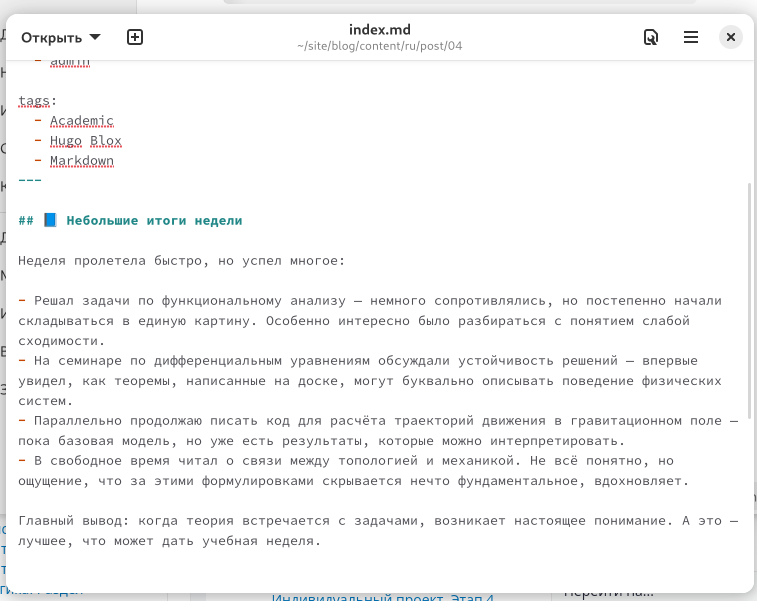 Открыть
index.md
~/site/blog/content/ru/post/04
- admin
tags:
- Academic
- Hugo Blox
- Markdown
---
## 📘 Небольшие итоги недели
Неделя пролетела быстро, но успел многое:
- Решал задачи по функциональному анализу — немного сопротивлялись, но постепенно начали
складываться в единую картину. Особенно интересно было разбираться с понятием слабой
сходимости.
- На семинаре по дифференциальным уравнениям обсуждали устойчивость решений — впервые
увидел, как теоремы, написанные на доске, могут буквально описывать поведение физических
систем.
- Параллельно продолжаю писать код для расчёта траекторий движения в гравитационном поле —
пока базовая модель, но уже есть результаты, которые можно интерпретировать.
- В свободное время читал о связи между топологией и механикой. Не всё понятно, но
ощущение, что за этими формулировками скрывается нечто фундаментальное, вдохновляет.
Главный вывод: когда теория встречается с задачами, возникает настоящее понимание. А это —
лучшее, что может дать учебная неделя.
Индивидуальный проект. Этап 4
Перейти на...